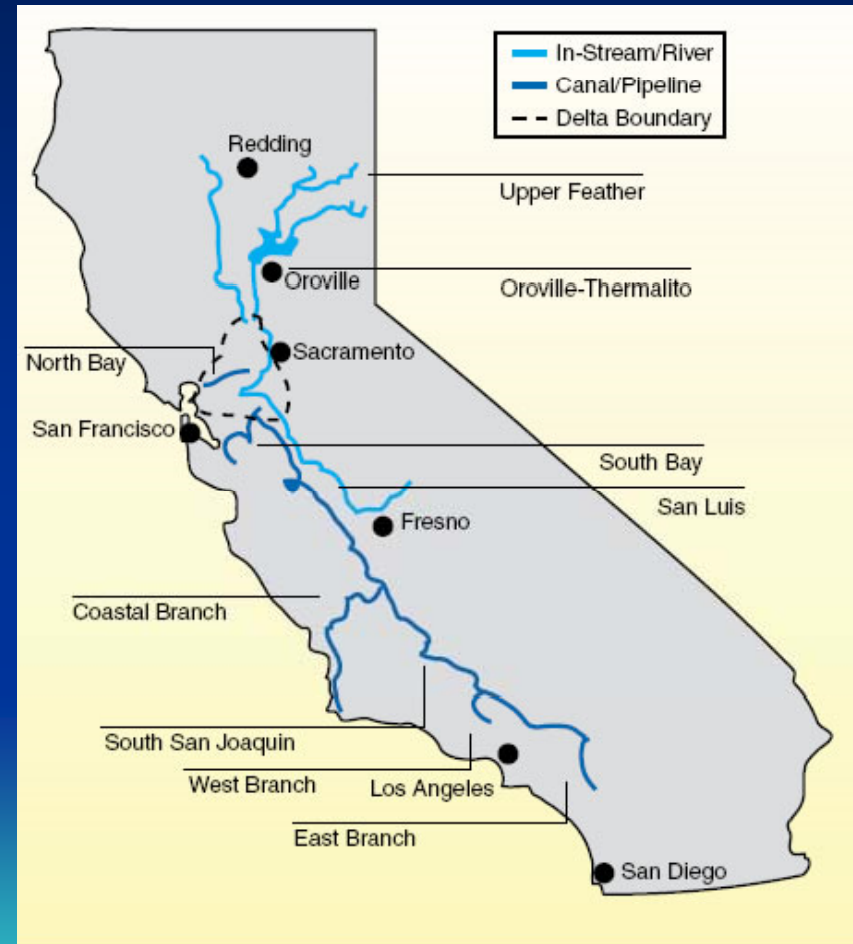 In-Stream/River
Canal/Pipeline
Delta Boundary
Redding
Upper Feather
Oroville
Oroville-Thermalito
Sacramento
North Bay
San Francisco
South Bay
San Luis
Fresno
Coastal Branch
South San Joaquin
West Branch
Los Angeles
East Branch
San Diego